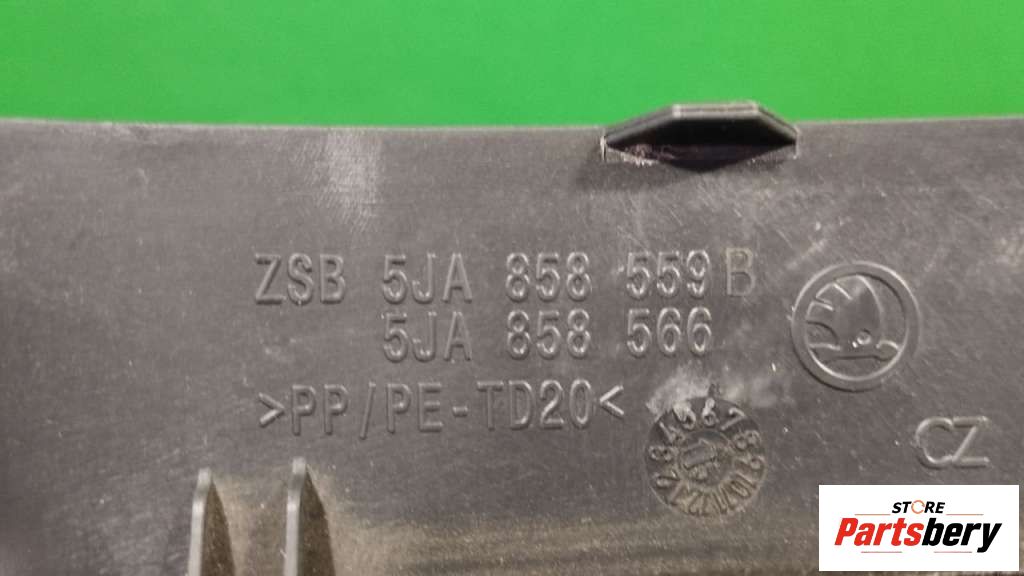 ZSB 5JA 858 559 B
5JA 858 566
>PP/PE-TD20<
CZ
STORE
Partsbery